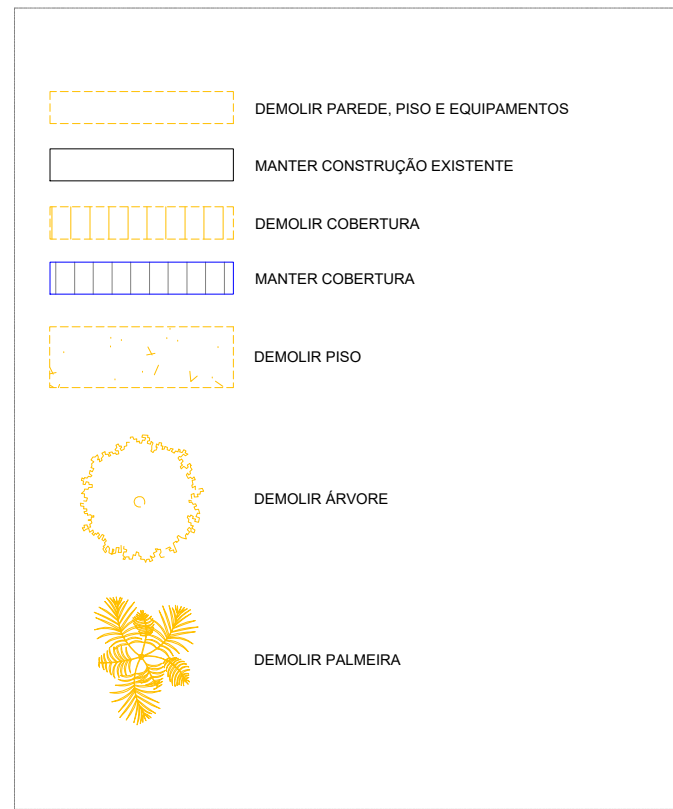 DEMOLIR PAREDE, PISO E EQUIPAMENTOS
MANTER CONSTRUÇÃO EXISTENTE
DEMOLIR COBERTURA
MANTER COBERTURA
DEMOLIR PISO
DEMOLIR ÁRVORE
DEMOLIR PALMEIRA